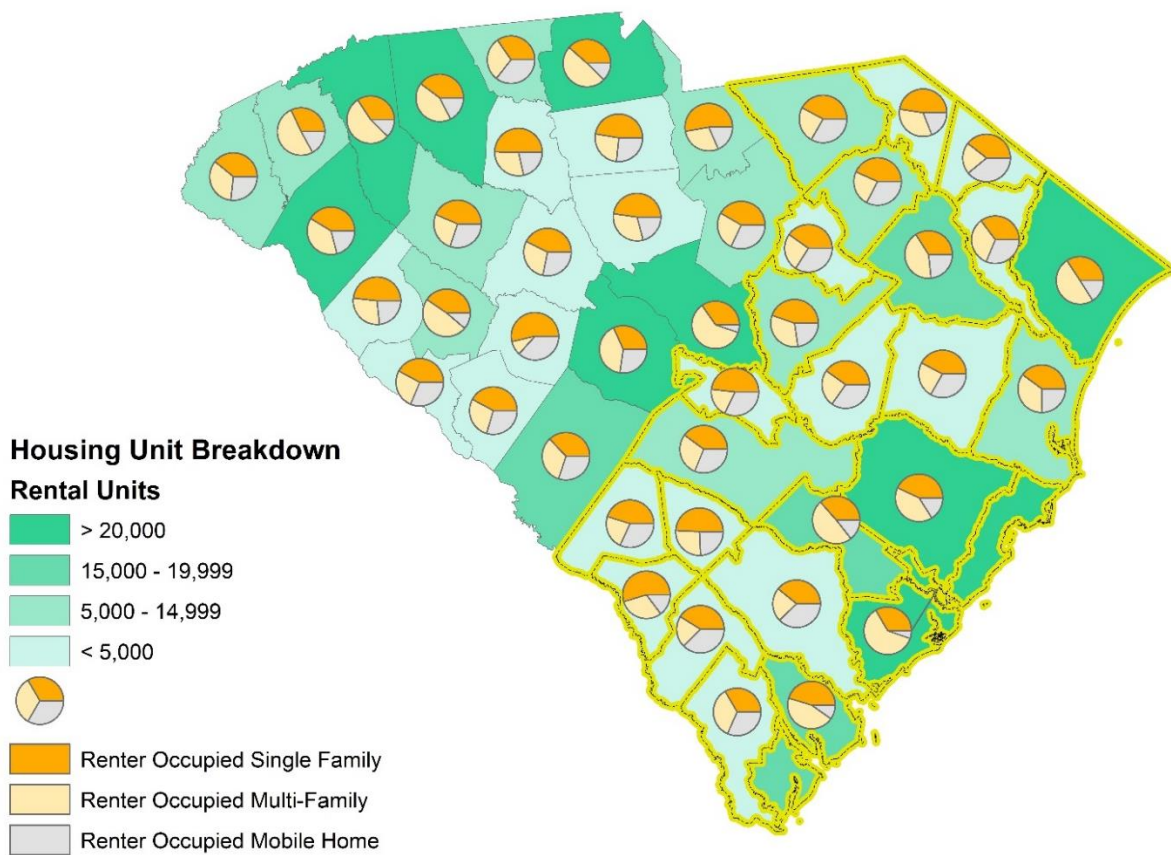 Housing Unit Breakdown
Rental Units
> 20,000
15,000 - 19,999
5,000 - 14,999
< 5,000
Renter Occupied Single Family
Renter Occupied Multi-Family
Renter Occupied Mobile Home